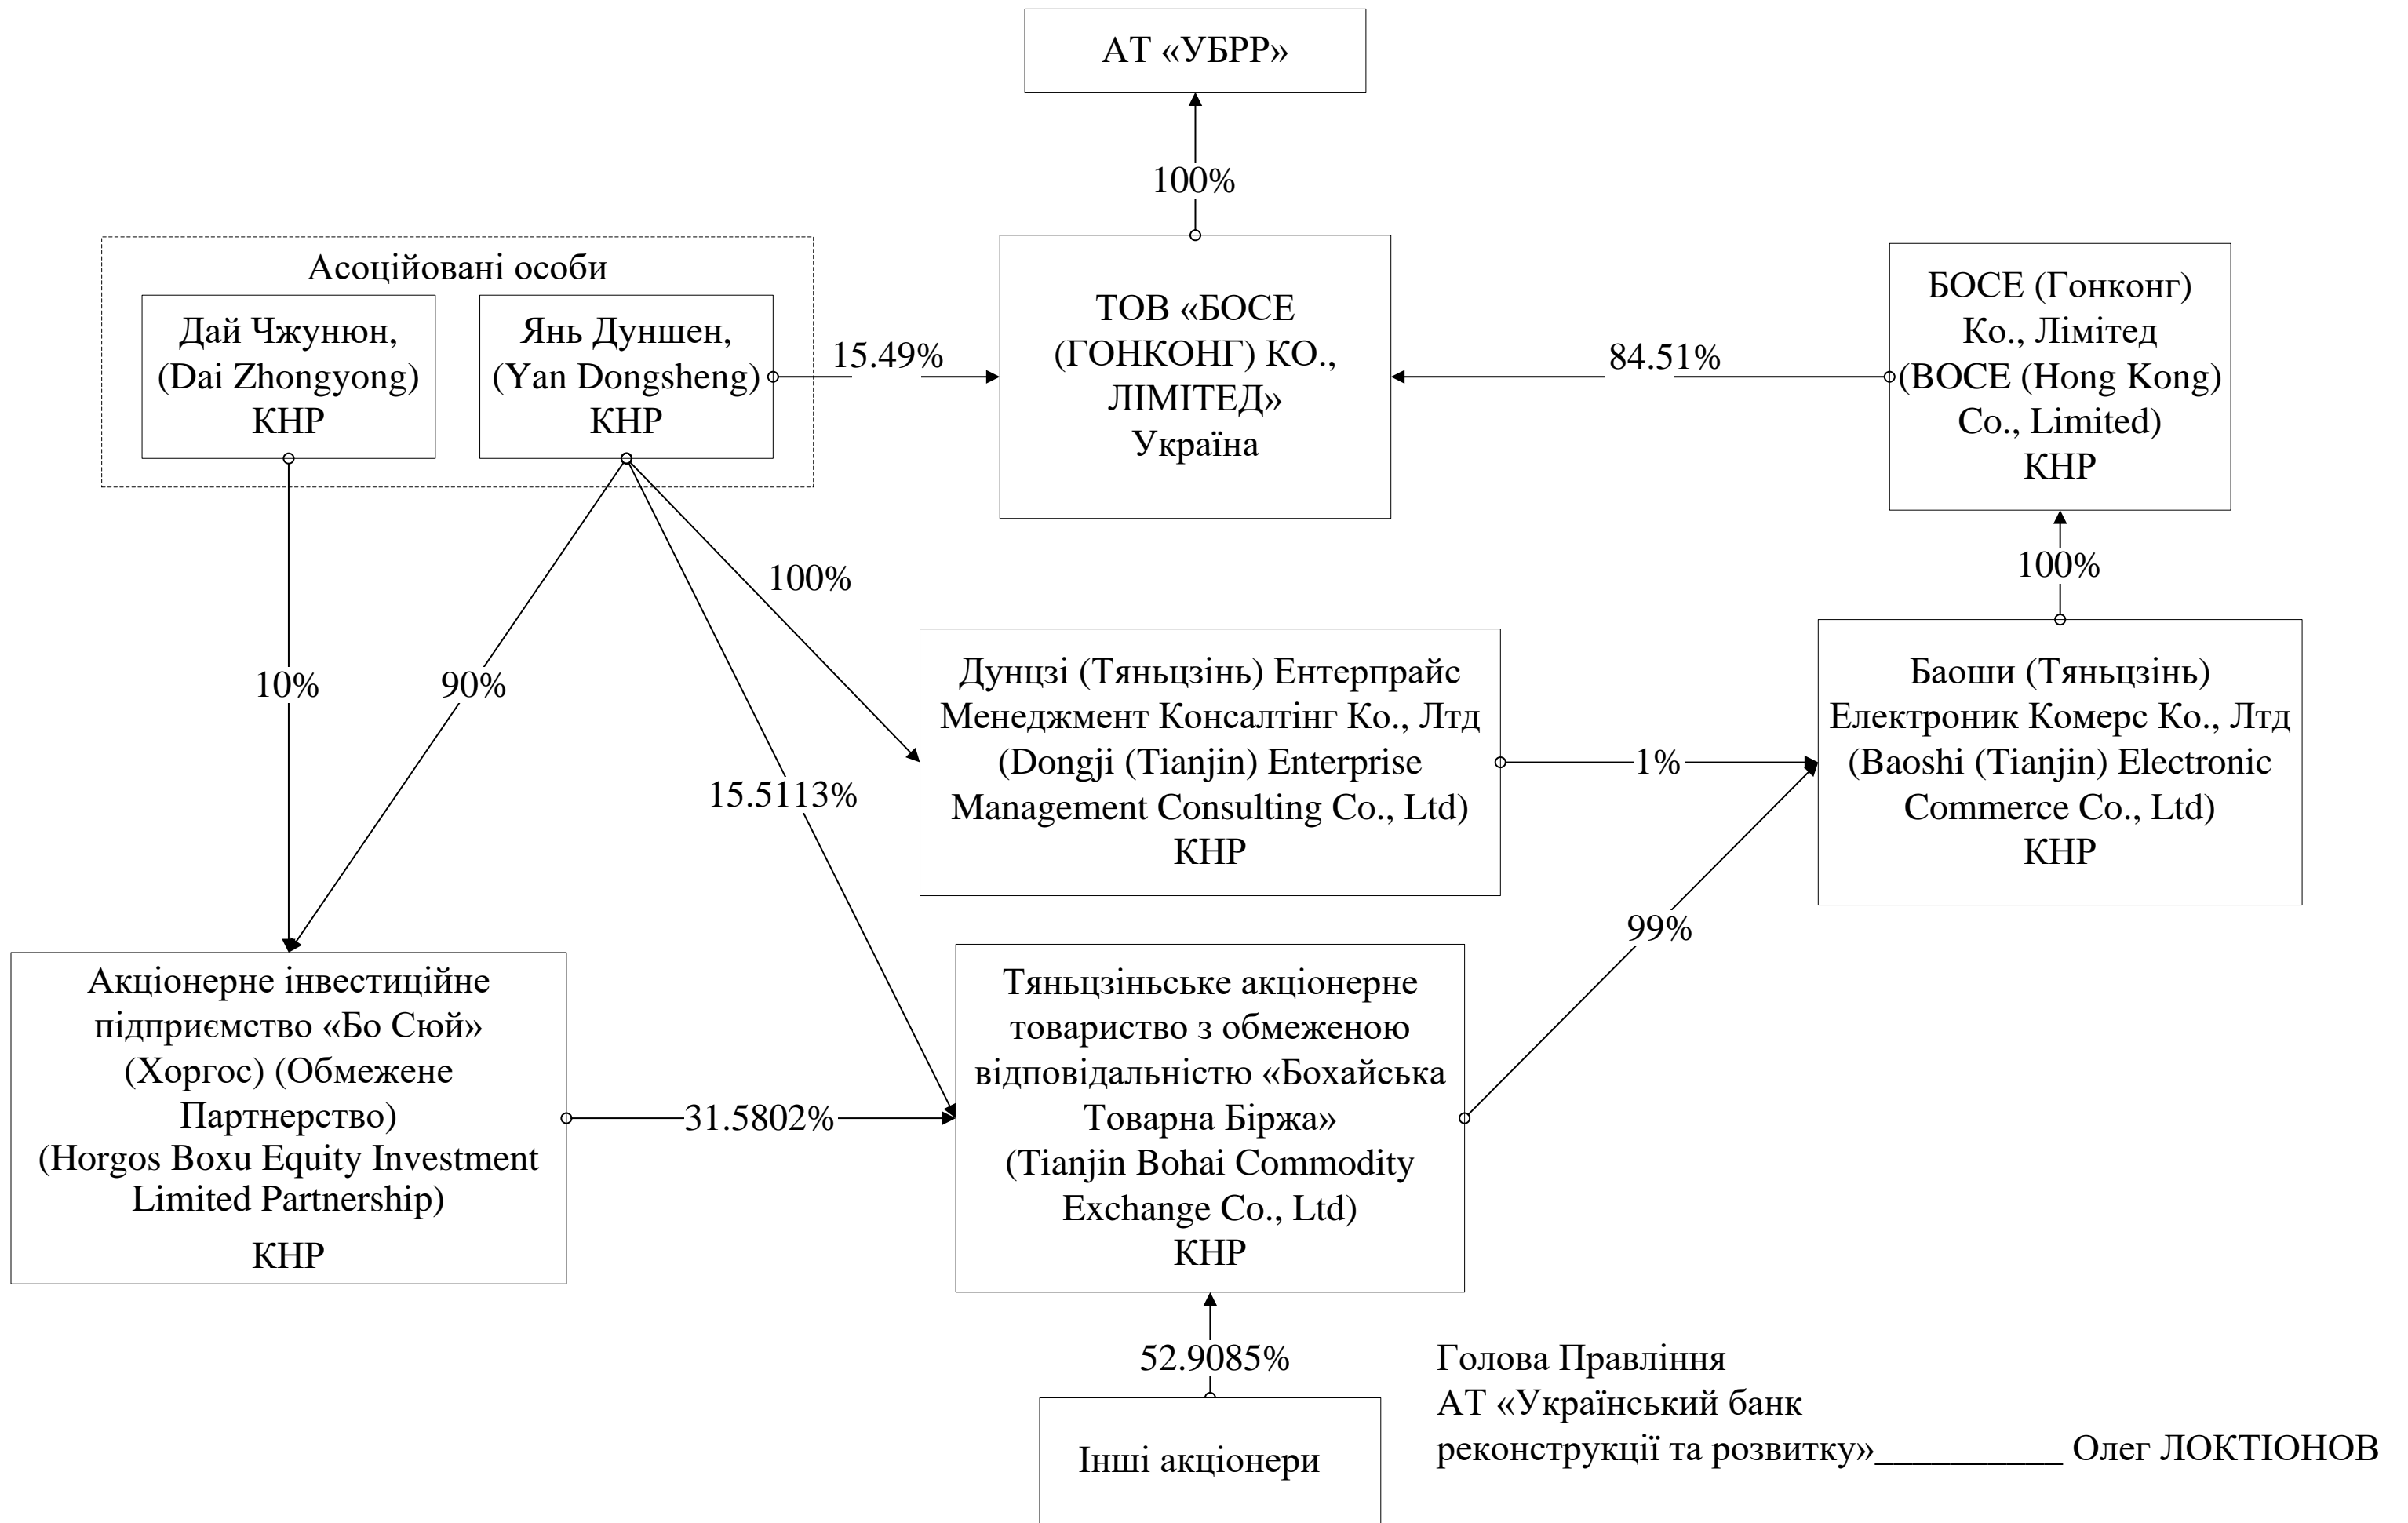 АТ «УБРР»
100%
Асоційовані особи
Дай Чжунюн,
(Dai Zhongyong)
КНР
Янь Дуншен,
(Yan Dongsheng)
КНР
15.49%
ТОВ «БОСЕ
(ГОНКОНГ) КО.,
ЛІМІТЕД»
Україна
84.51%
БОСЕ (Гонконг)
Ко., Лімітед
(BOCE (Hong Kong)
Co., Limited)
КНР
100%
100%
10%
90%
15.5113%
Дунцзі (Тяньцзінь) Ентерпрайс
Менеджмент Консалтінг Ко., Лтд
(Dongji (Tianjin) Enterprise
Management Consulting Co., Ltd)
КНР
1%
Баоши (Тяньцзінь)
Електроник Комерс Ко., Лтд
(Baoshi (Tianjin) Electronic
Commerce Co., Ltd)
КНР
99%
Акціонерне інвестиційне
підприємство «Бо Сюй»
(Хоргос) (Обмежене
Партнерство)
(Horgos Boxu Equity Investment
Limited Partnership)
КНР
31.5802%
Тяньцзіньське акціонерне
товариство з обмеженою
відповідальністю «Бохайська
Товарна Біржа»
(Tianjin Bohai Commodity
Exchange Co., Ltd)
КНР
52.9085%
Інші акціонери
Голова Правління
АТ «Український банк
реконструкції та розвитку»__________ Олег ЛОКТІОНОВ